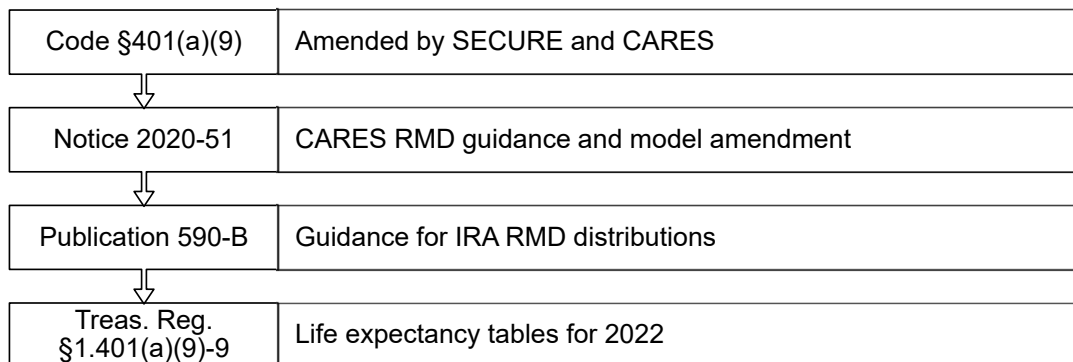 Code §401(a)(9)
Amended by SECURE and CARES
Notice 2020-51
CARES RMD guidance and model amendment
Publication 590-B
Guidance for IRA RMD distributions
Treas. Reg.
§1.401(a)(9)-9
Life expectancy tables for 2022